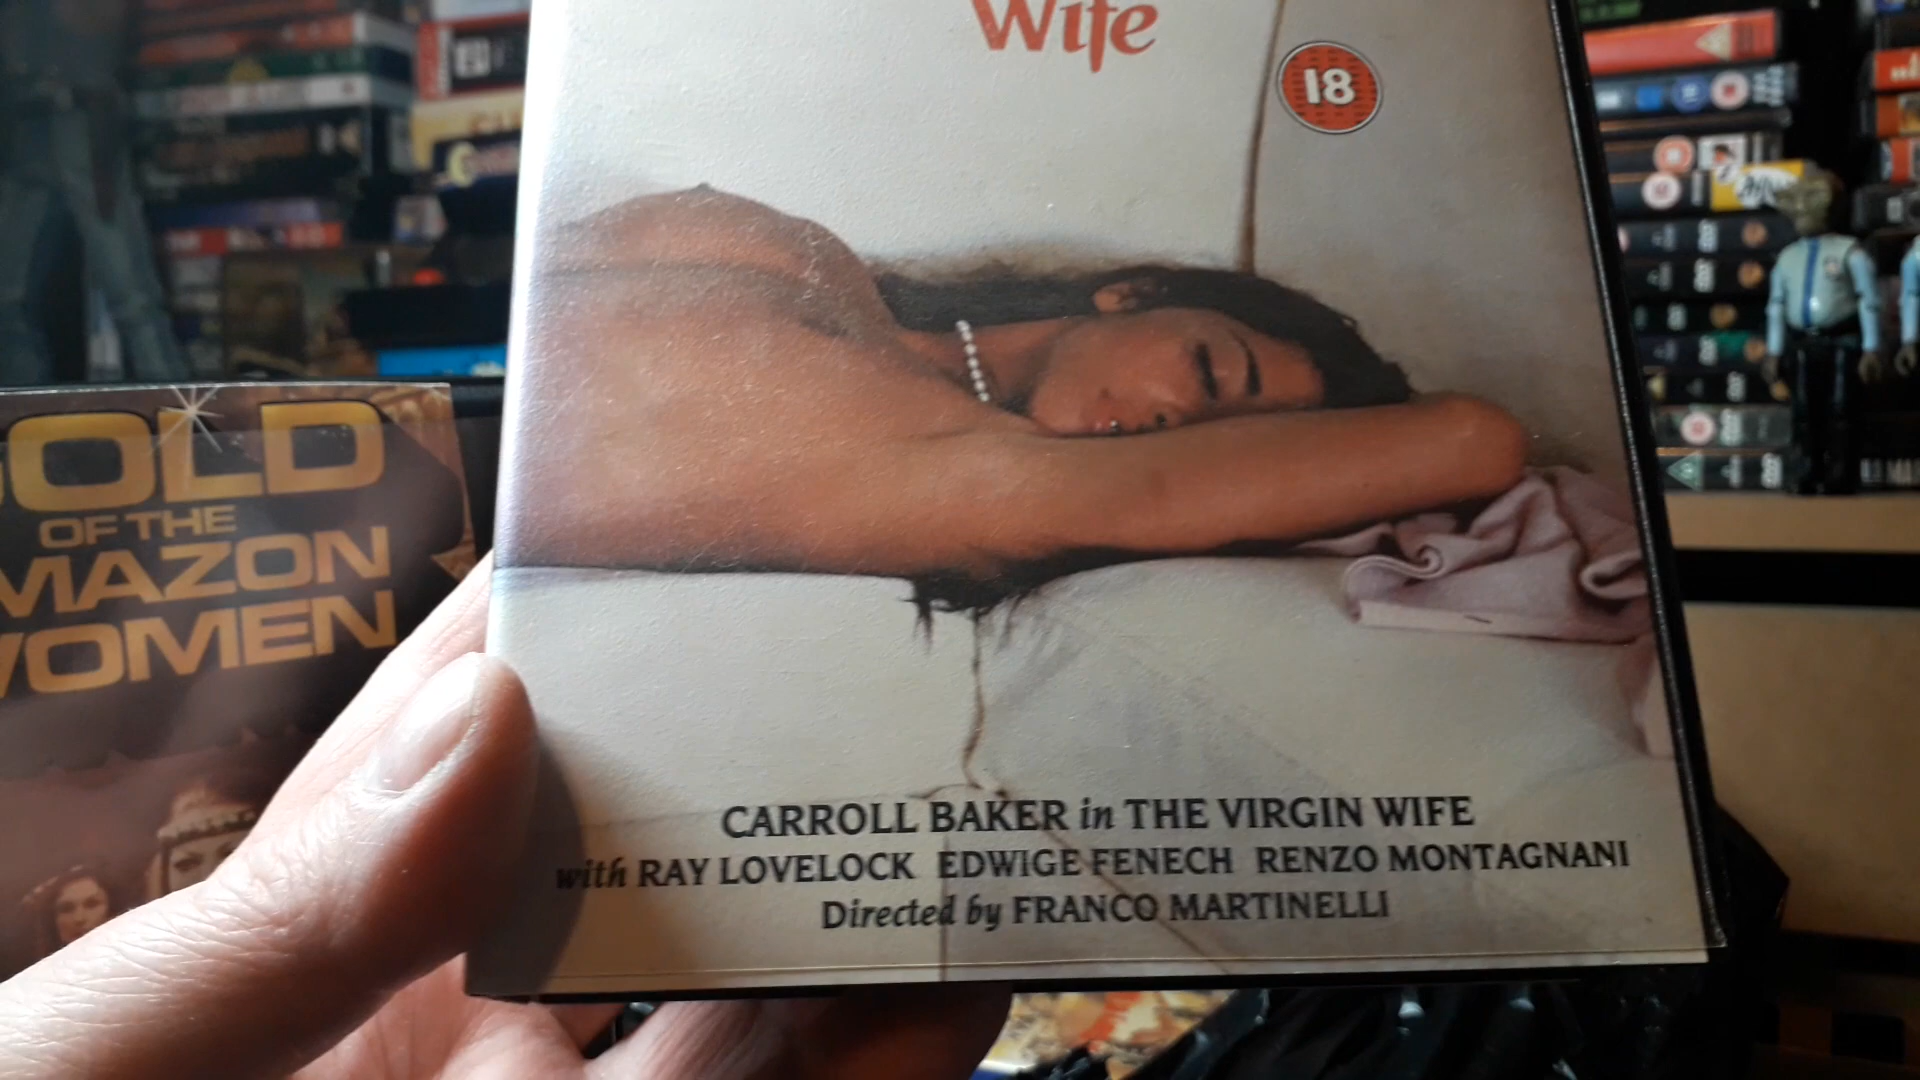 Wife
18
CARROLL BAKER in THE VIRGIN WIFE
with RAY LOVELOCK EDWIGE FENECH RENZO MONTAGNANI
Directed by FRANCO MARTINELLI
OLD
OF THE
MAZON
OMEN